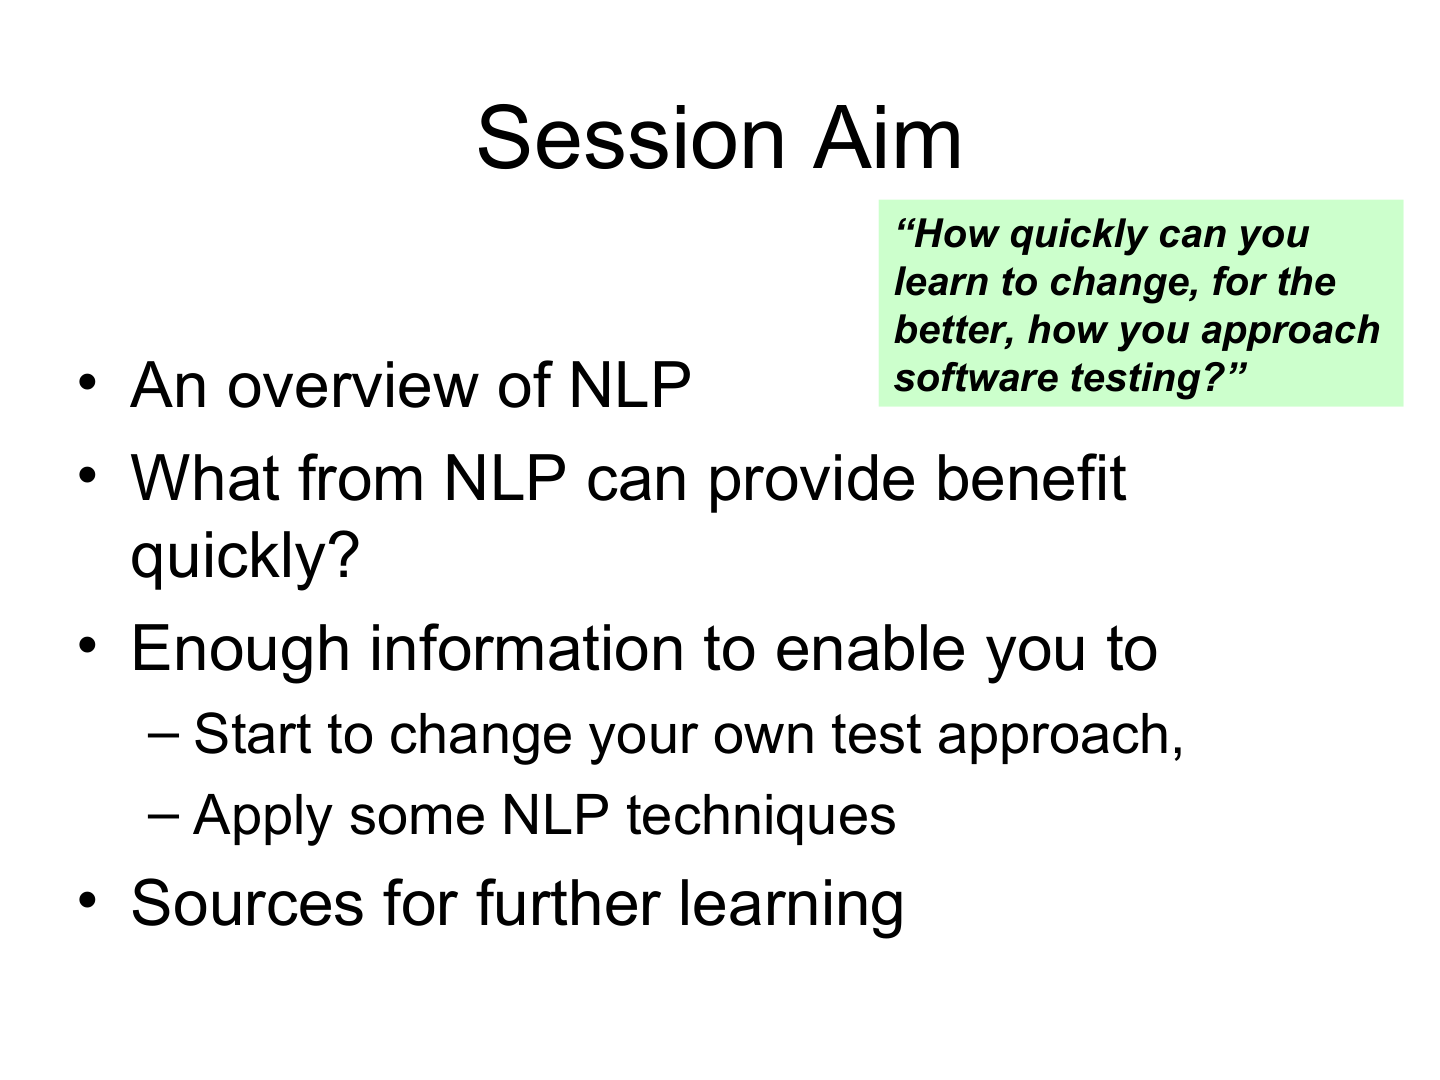 Session Aim
“How quickly can you
learn to change, for the
better, how you approach
software testing?”
• An overview of NLP
• What from NLP can provide benefit
quickly?
• Enough information to enable you to
– Start to change your own test approach,
– Apply some NLP techniques
• Sources for further learning